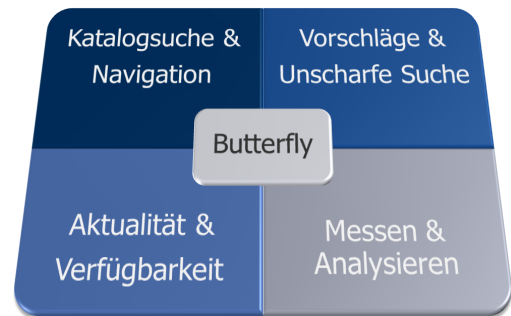 Katalogsuche &
Navigation
Vorschläge &
Unscharfe Suche
Butterfly
Aktualität &
Verfügbarkeit
Messen &
Analysieren